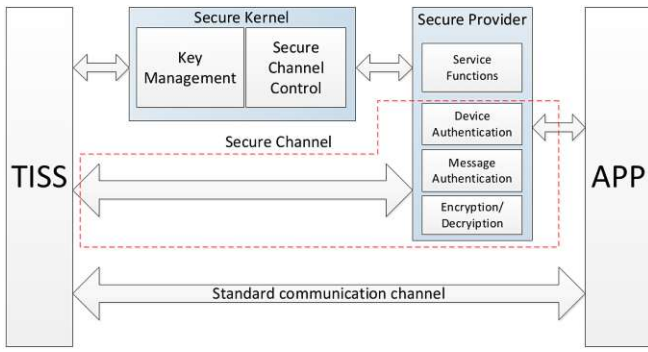 Secure Kernel
Secure Provider
Key
Management
Secure
Channel
Control
Service
Functions
Secure Channel
Device
Authentication
TISS
Message
Authentication
APP
Encryption/
Decryiption
Standard communication channel